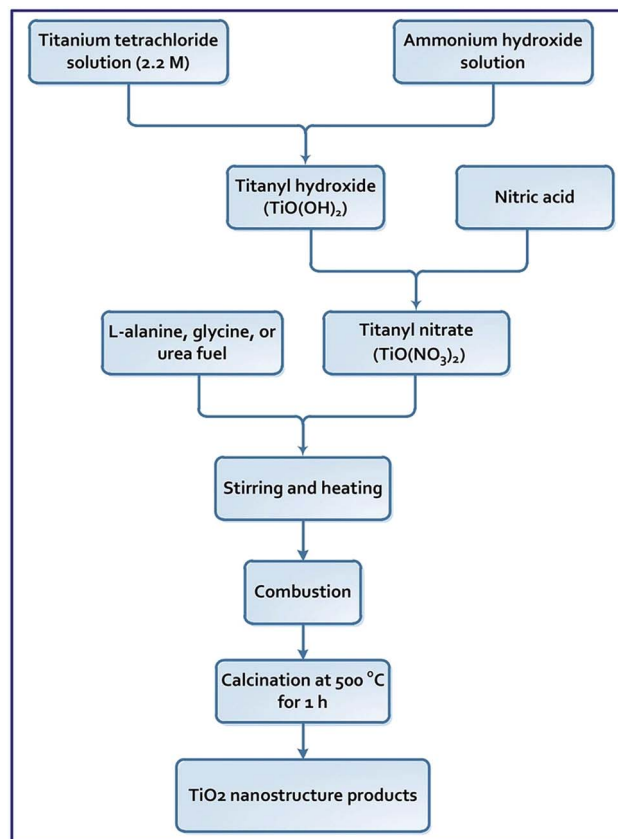 Titanium tetrachloride
solution (2.2 M)
Ammonium hydroxide
solution
Titanyl hydroxide
(TiO(OH)₂)
Nitric acid
L-alanine, glycine, or
urea fuel
Titanyl nitrate
(TiO(NO₃)₂)
Stirring and heating
Combustion
Calcination at 500 °C
for 1 h
TiO2 nanostructure products